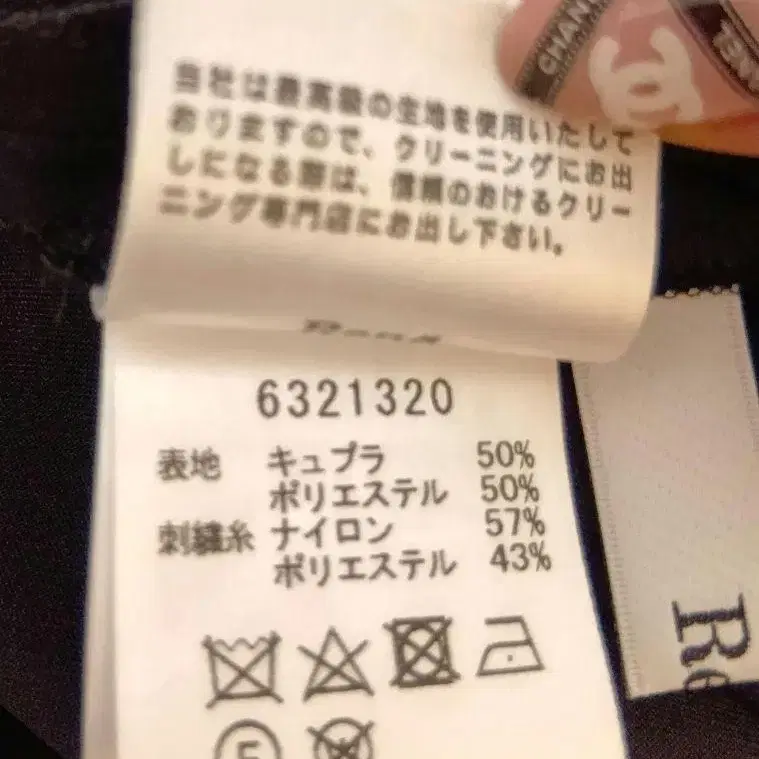 CHAN
NEL
当社は最高級の生地を使用いたして
おりますので、クリーニングにお出
しになる際は、信頼のおけるクリー
ニング専門店にお出し下さい。
6321320
表地 キュプラ 50%
ポリエステル 50%
刺繍糸 ナイロン 57%
ポリエステル 43%
Re